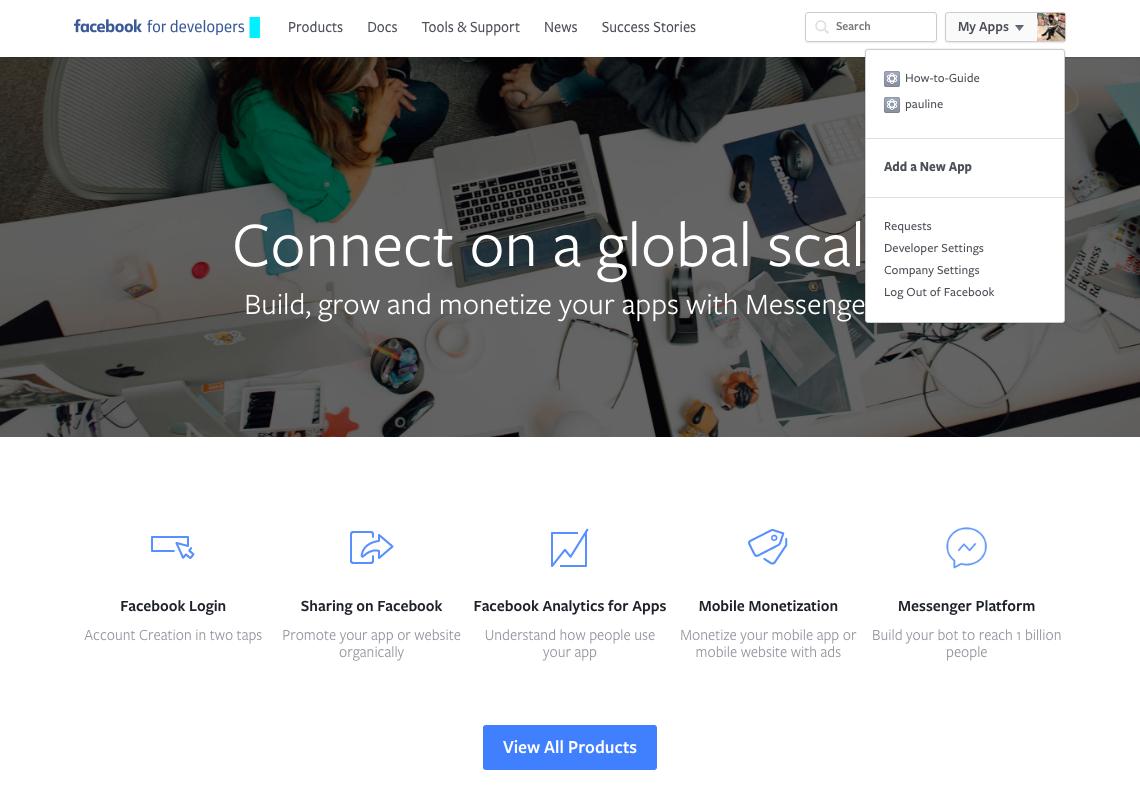 facebook for developers
Products
Docs
Tools & Support
News
Success Stories
Search
My Apps
How-to-Guide
pauline
Add a New App
Requests
Developer Settings
Company Settings
Log Out of Facebook
facebook
Connect on a global scal
Build, grow and monetize your apps with Messenge
Facebook Login
Account Creation in two taps
Sharing on Facebook
Promote your app or website
organically
Facebook Analytics for Apps
Understand how people use
your app
Mobile Monetization
Monetize your mobile app or
mobile website with ads
Messenger Platform
Build your bot to reach 1 billion
people
View All Products